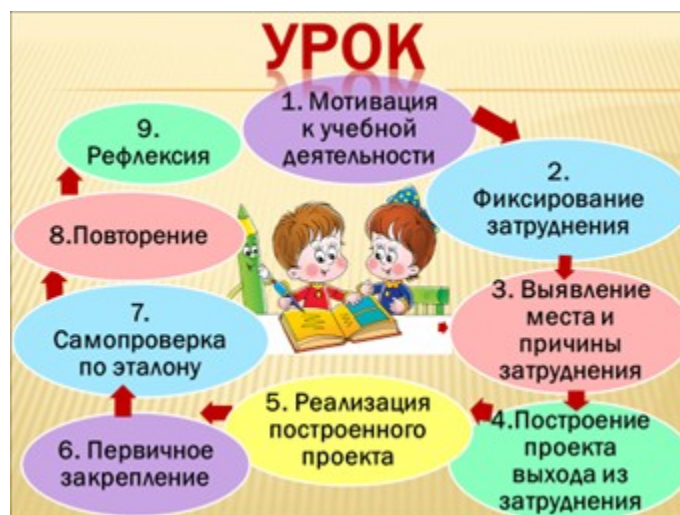 УРОК
1. Мотивация
к учебной
деятельности
2.
Фиксирование
затруднения
3. Выявление
места и
причины
затруднения
4.Построение
проекта
выхода из
затруднения
5. Реализация
построенного
проекта
6. Первичное
закрепление
7.
Самопроверка
по эталону
8.Повторение
9.
Рефлексия